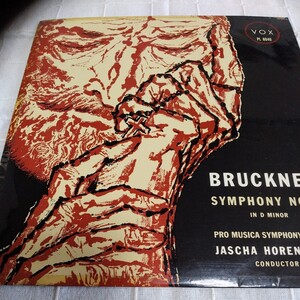 VOX
PL 8040
BRUCKNE
SYMPHONY NO
IN D MINOR
PRO MUSICA SYMPHONY
JASCHA HOREN
CONDUCTOR